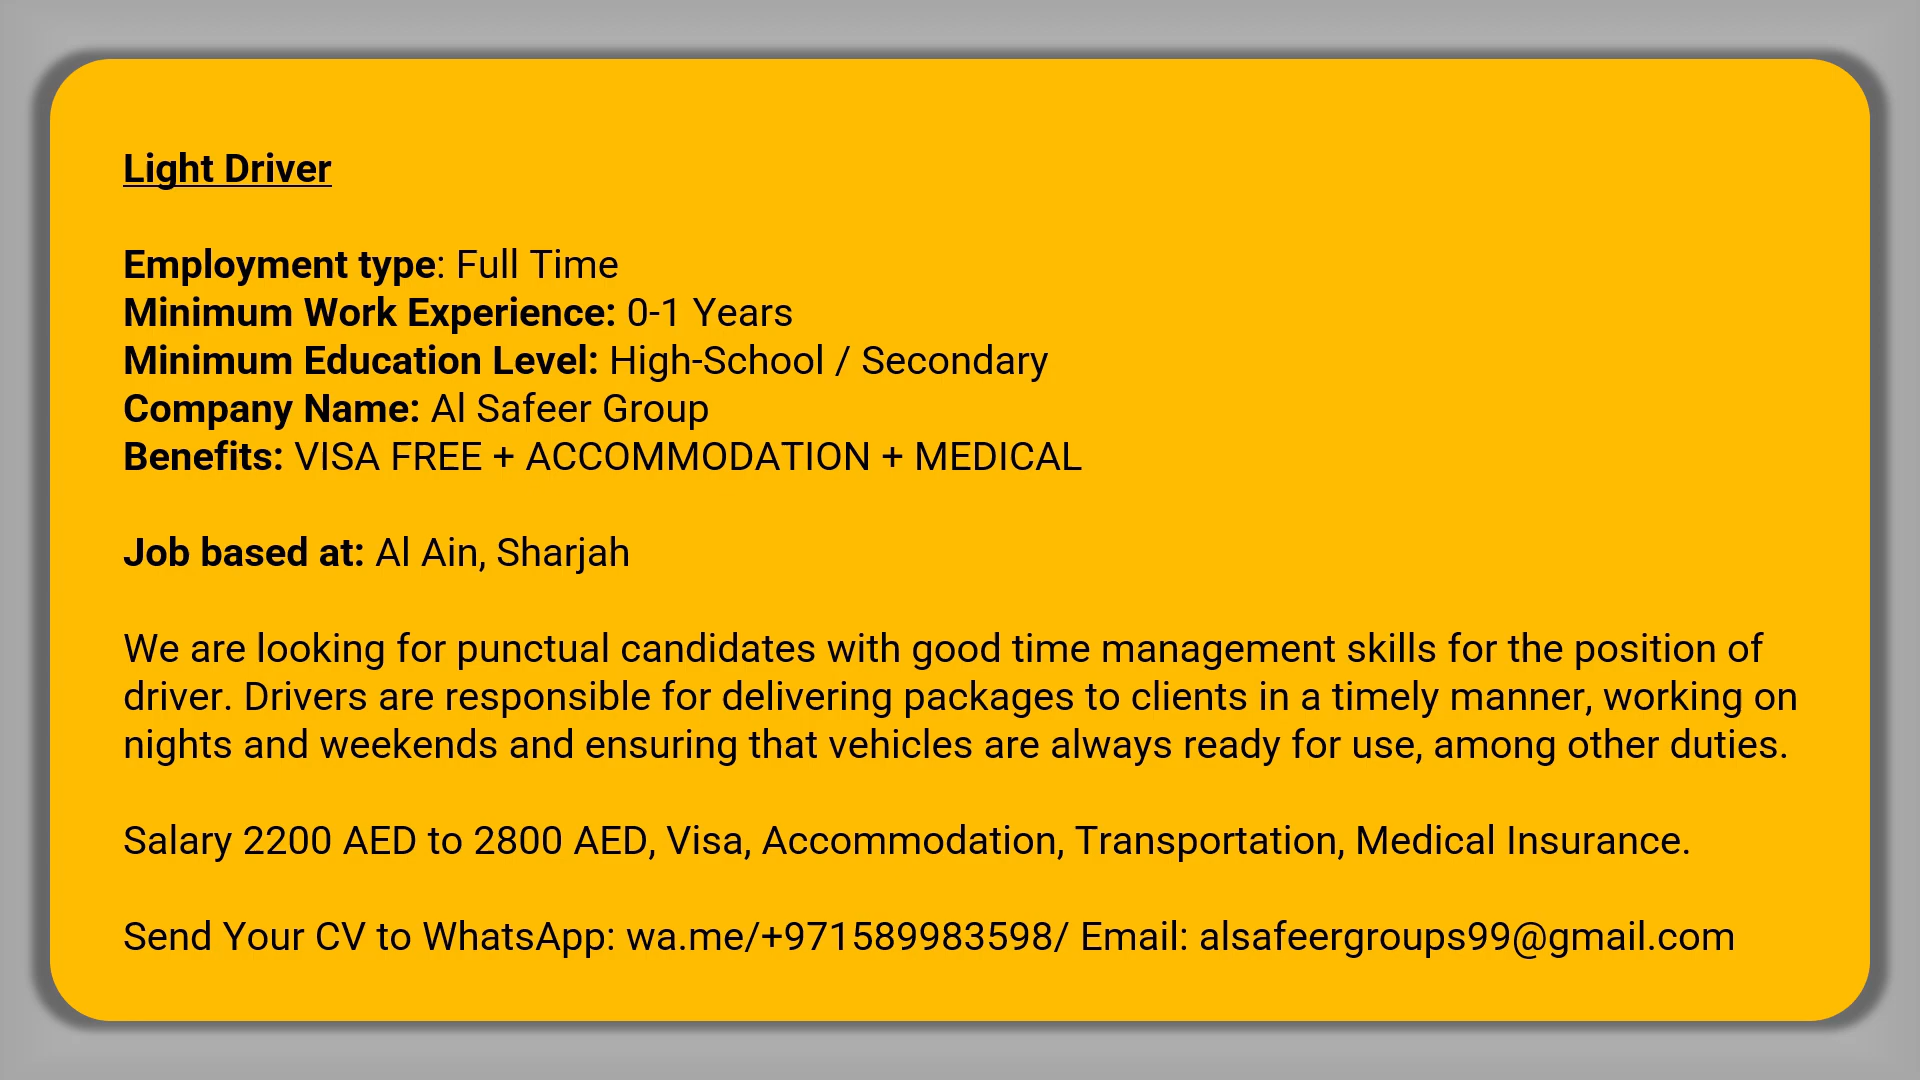 Light Driver
Employment type: Full Time
Minimum Work Experience: 0-1 Years
Minimum Education Level: High-School / Secondary
Company Name: Al Safeer Group
Benefits: VISA FREE + ACCOMMODATION + MEDICAL
Job based at: Al Ain, Sharjah
We are looking for punctual candidates with good time management skills for the position of
driver. Drivers are responsible for delivering packages to clients in a timely manner, working on
nights and weekends and ensuring that vehicles are always ready for use, among other duties.
Salary 2200 AED to 2800 AED, Visa, Accommodation, Transportation, Medical Insurance.
Send Your CV to WhatsApp: wa.me/+971589983598/ Email: alsafeergroups99@gmail.com